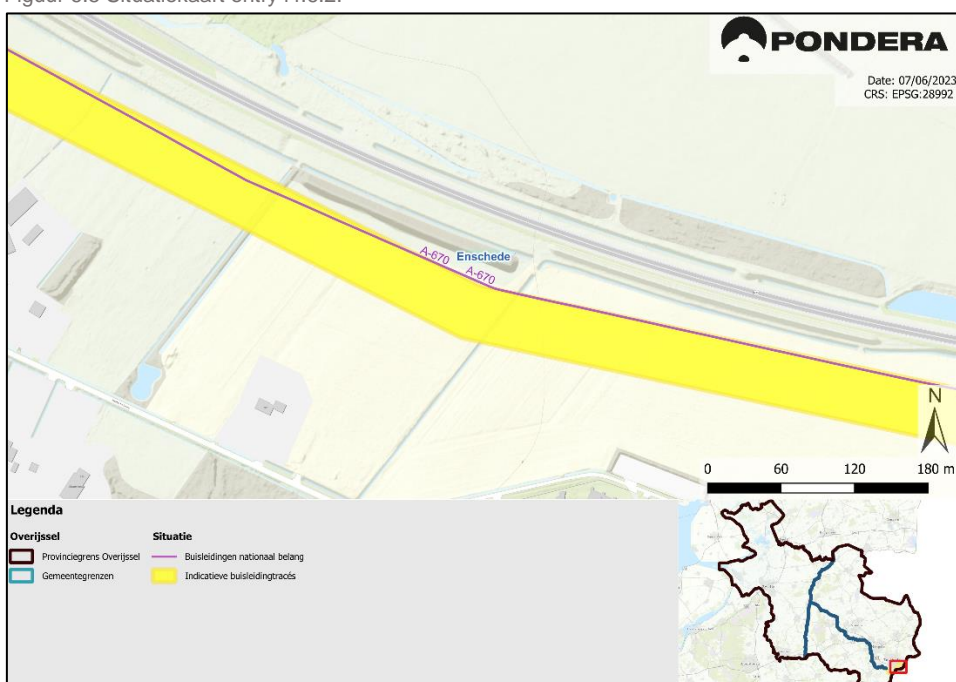 PONDERA
Date: 07/06/2023
CRS: EPSG:28992
A-670
Enschede
A-670
N
0 60 120 180 m
Legenda
Overijssel
Provinciegrens Overijssel
Gemeentegrenzen
Situatie
Buisleidingen nationaal belang
Indicatieve buisleidingtracés